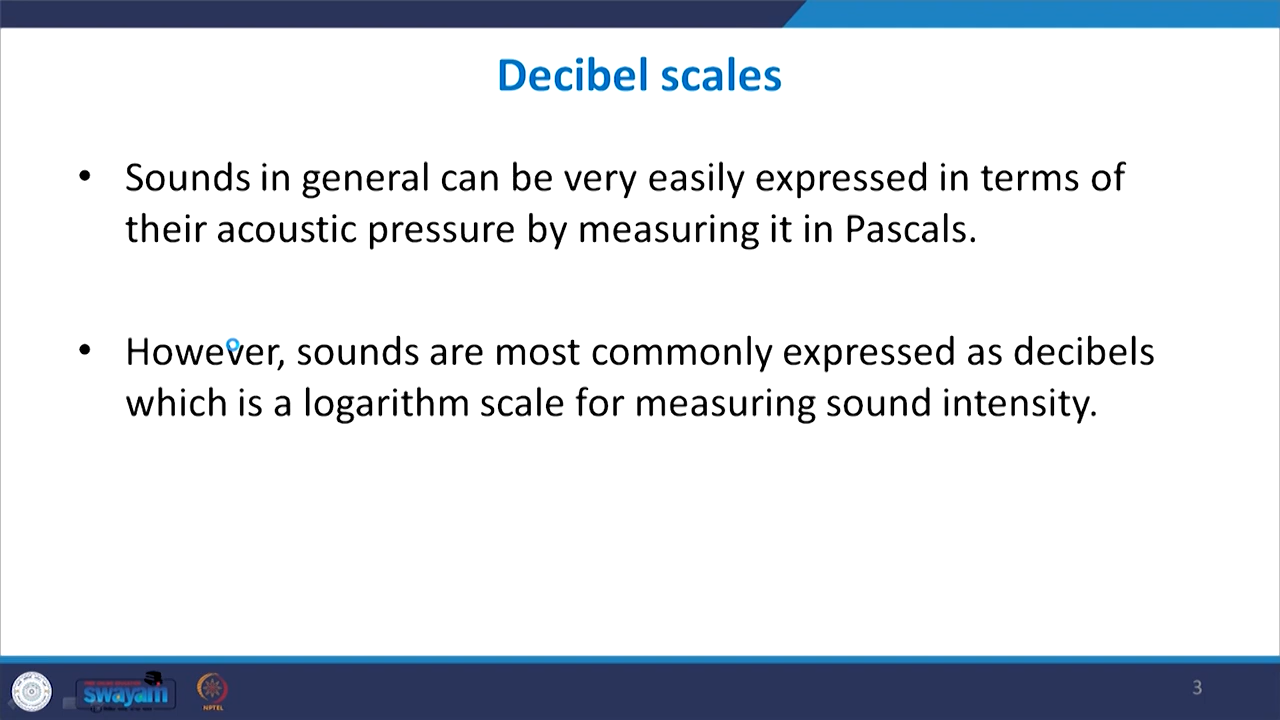 Decibel scales
• Sounds in general can be very easily expressed in terms of
their acoustic pressure by measuring it in Pascals.
• However, sounds are most commonly expressed as decibels
which is a logarithm scale for measuring sound intensity.
swayam
NPTEL
3